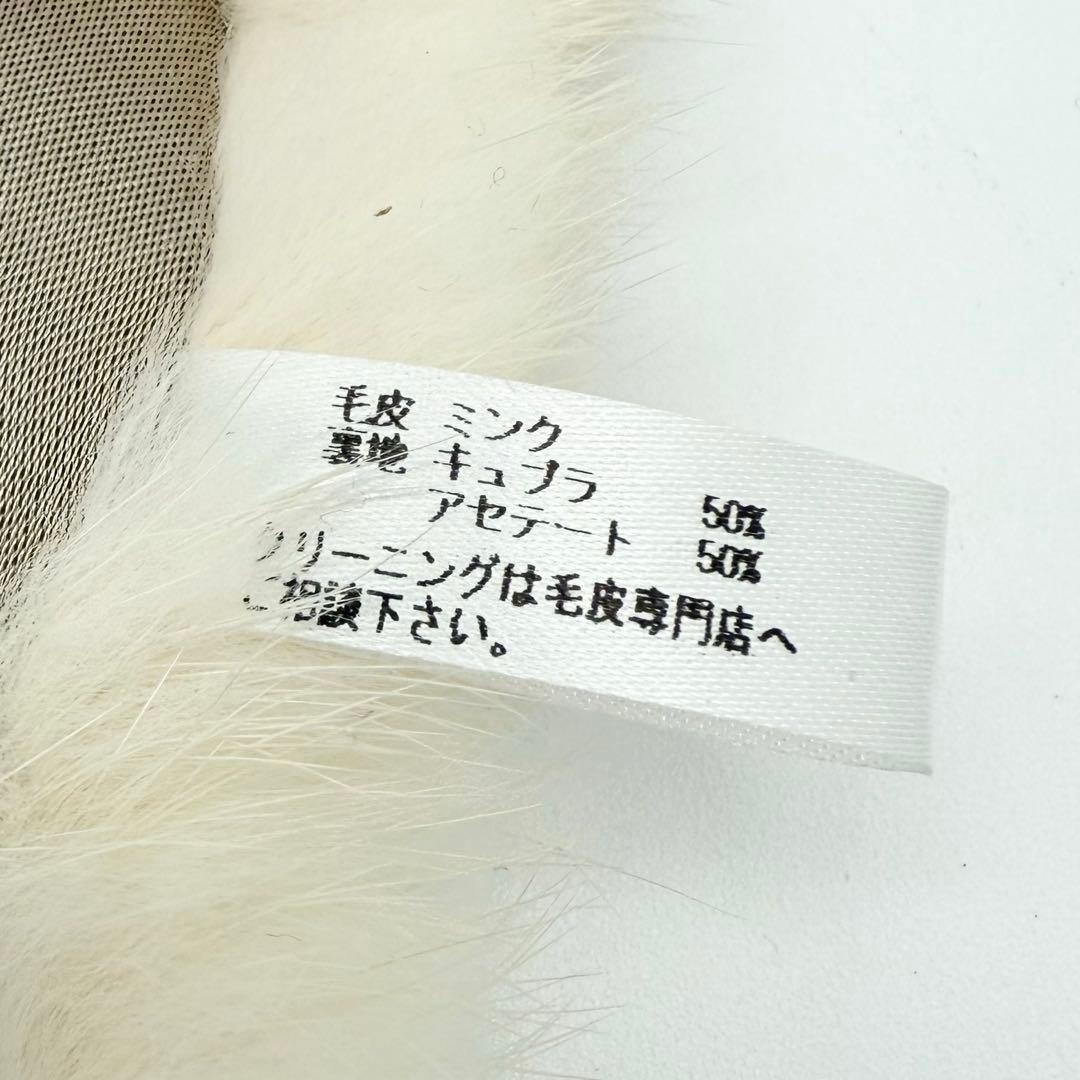 毛皮 ミンク
裏地 キュプラ 50%
アセテート 50%
クリーニングは毛皮専門店へ
ご相談下さい。